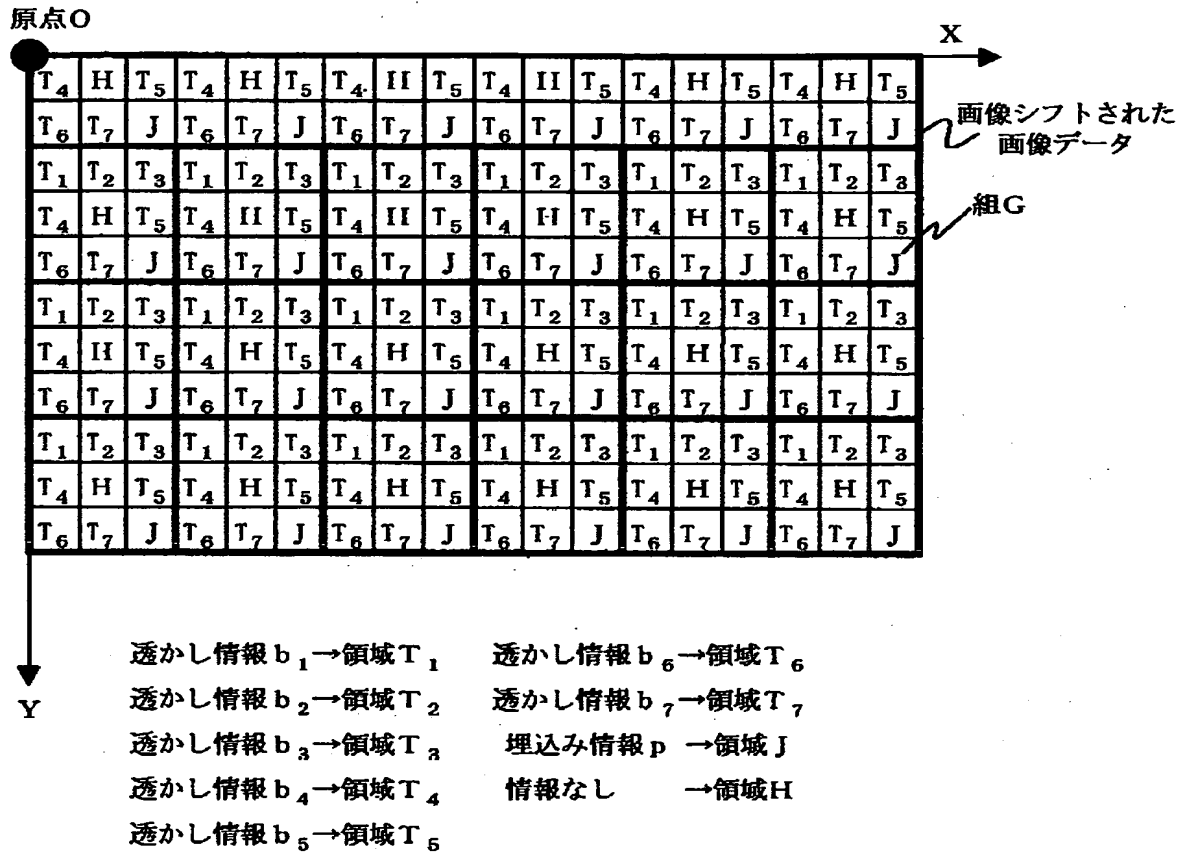 原点O
X
T4 H T5 T4 H T5 T4 H T5 T4 H T5 T4 H T5 T4 H T5
T6 T7 J T6 T7 J T6 T7 J T6 T7 J T6 T7 J T6 T7 J
画像シフトされた
画像データ
T1 T2 T3 T1 T2 T3 T1 T2 T3 T1 T2 T3 T1 T2 T3 T1 T2 T3
T4 H T5 T4 H T5 T4 H T5 T4 H T5 T4 H T5 T4 H T5
組G
T6 T7 J T6 T7 J T6 T7 J T6 T7 J T6 T7 J T6 T7 J
T1 T2 T3 T1 T2 T3 T1 T2 T3 T1 T2 T3 T1 T2 T3 T1 T2 T3
T4 H T5 T4 H T5 T4 H T5 T4 H T5 T4 H T5 T4 H T5
T6 T7 J T6 T7 J T6 T7 J T6 T7 J T6 T7 J T6 T7 J
T1 T2 T3 T1 T2 T3 T1 T2 T3 T1 T2 T3 T1 T2 T3 T1 T2 T3
T4 H T5 T4 H T5 T4 H T5 T4 H T5 T4 H T5 T4 H T5
T6 T7 J T6 T7 J T6 T7 J T6 T7 J T6 T7 J T6 T7 J
Y
透かし情報b1→領域T1
透かし情報b2→領域T2
透かし情報b3→領域T3
透かし情報b4→領域T4
透かし情報b5→領域T5
透かし情報b6→領域T6
透かし情報b7→領域T7
埋込み情報p →領域J
情報なし →領域H